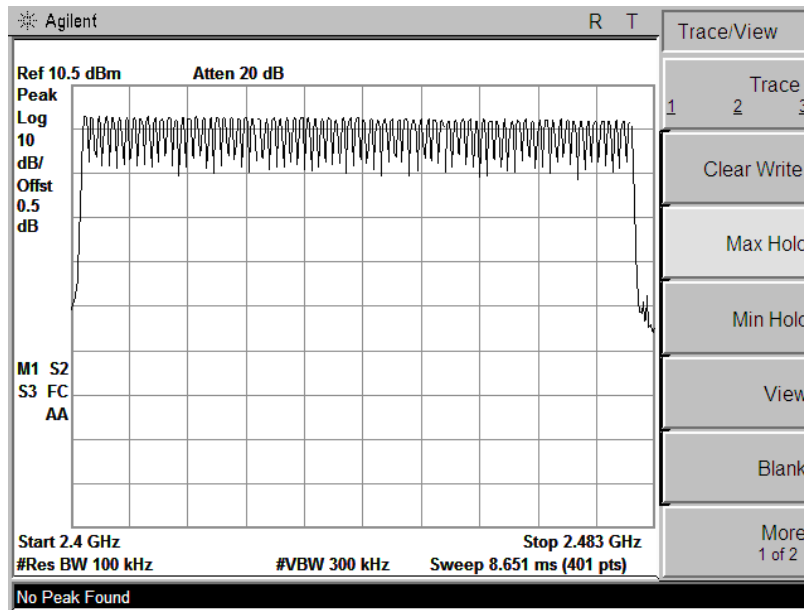 Agilent R T
Ref 10.5 dBm Atten 20 dB
Peak
Log
10
dB/
Offst
0.5
dB
M1 S2
S3 FC
AA
Start 2.4 GHz Stop 2.483 GHz
#Res BW 100 kHz #VBW 300 kHz Sweep 8.651 ms (401 pts)
No Peak Found
Trace/View
Trace
1 2 3
Clear Write
Max Hold
Min Hold
View
Blank
More
1 of 2